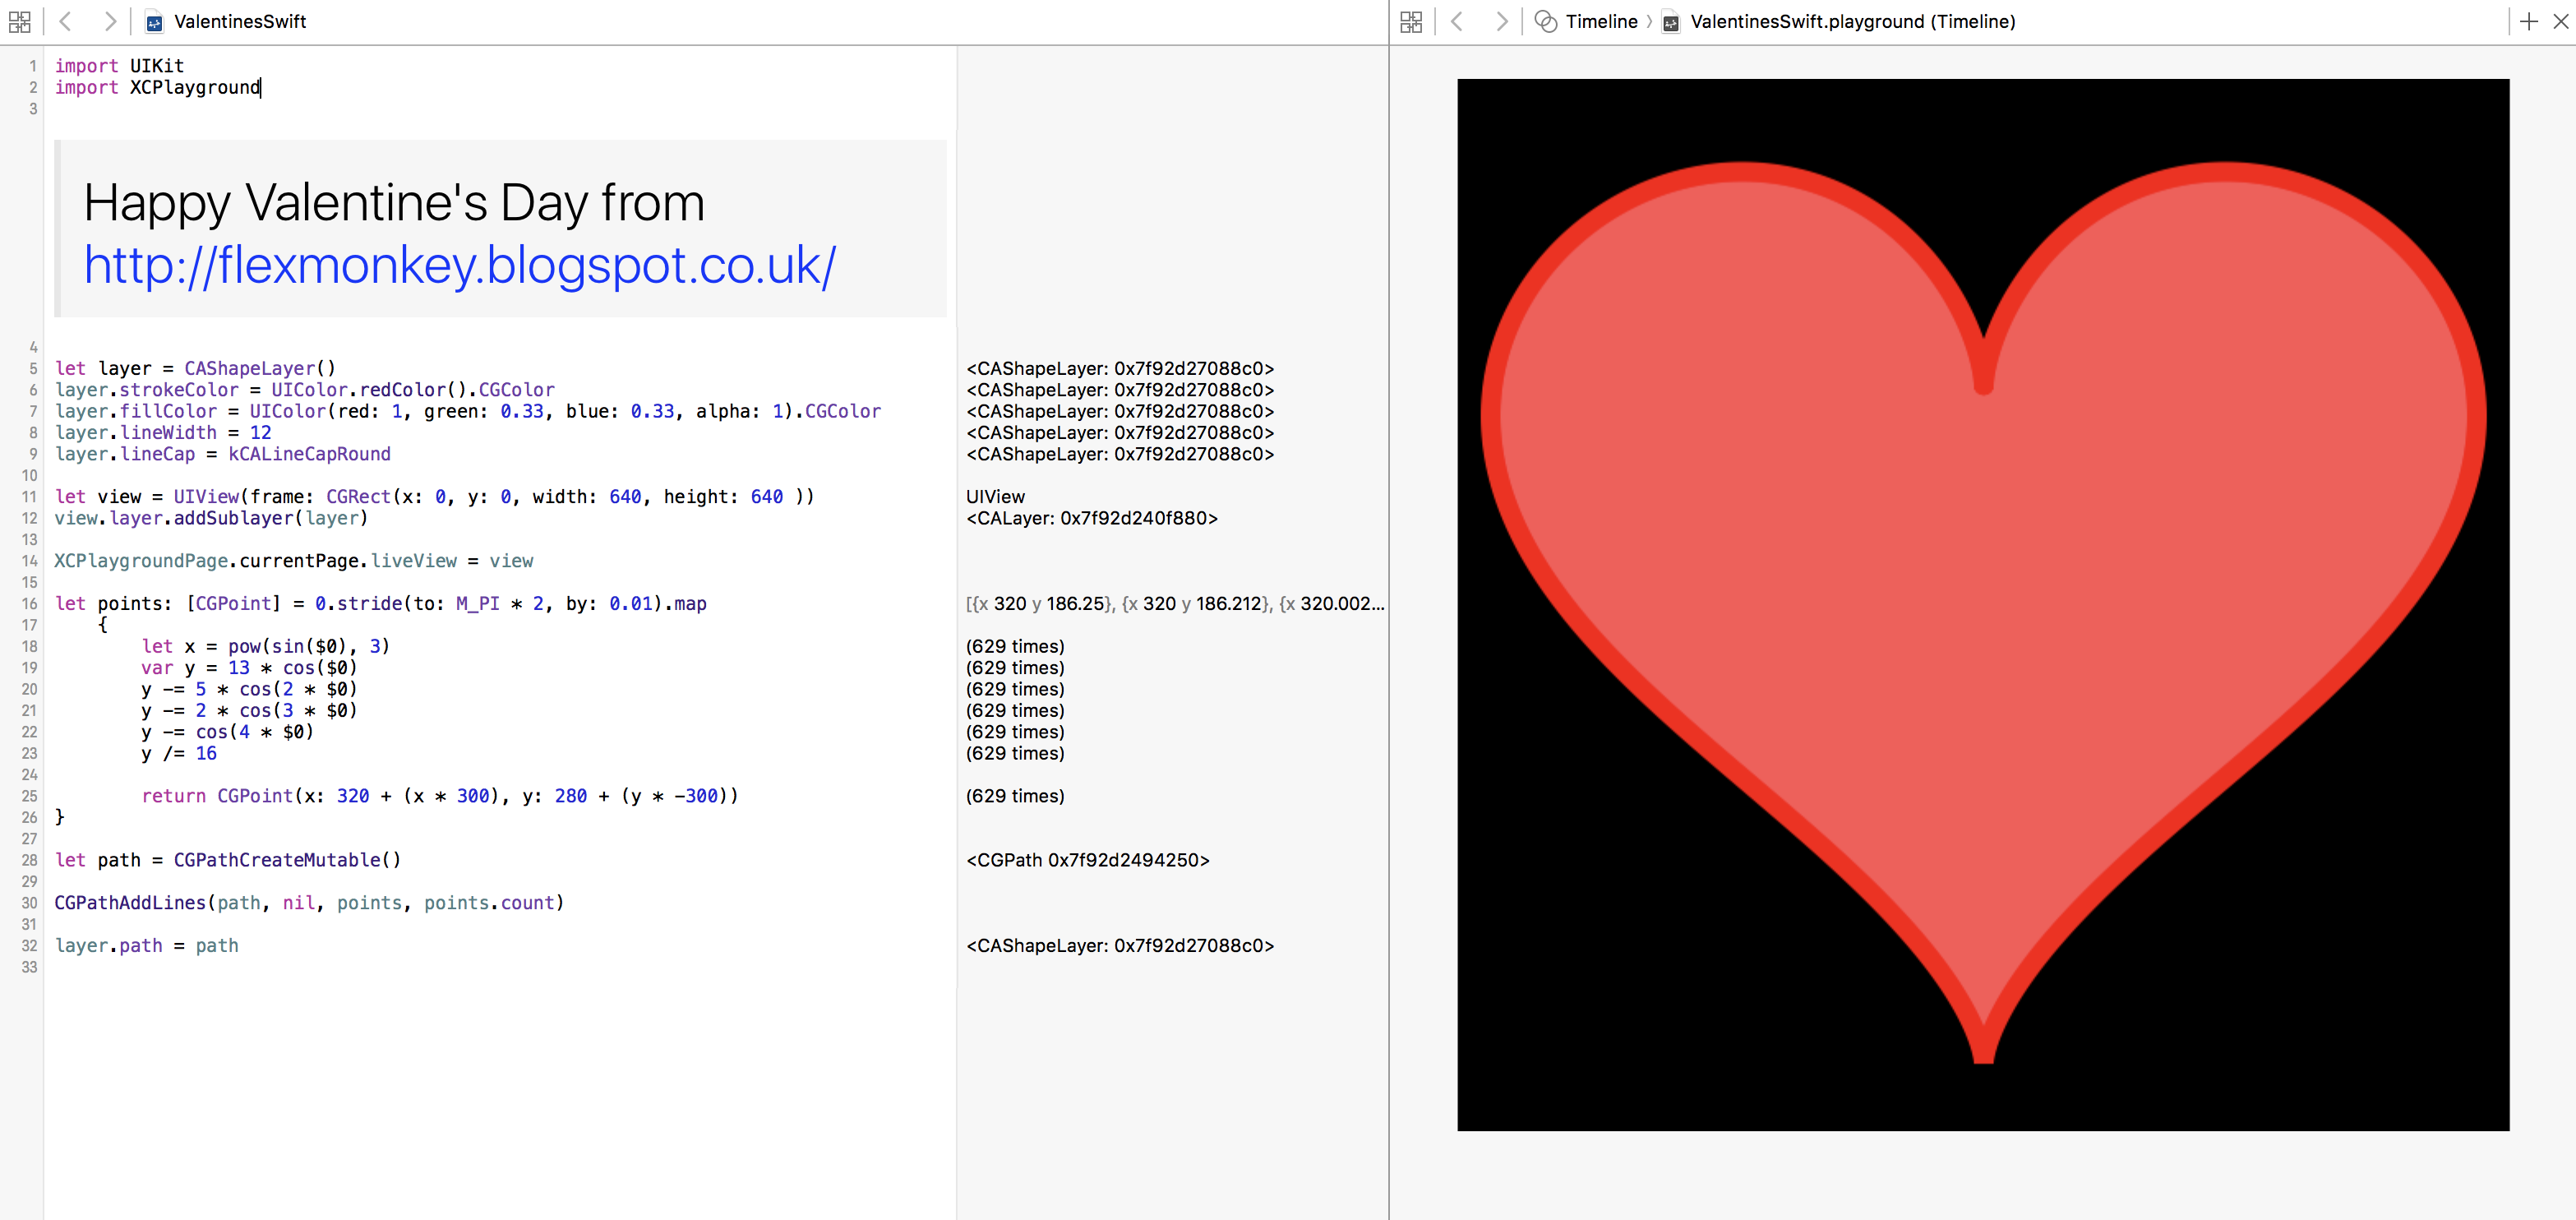 ValentinesSwift
Timeline 〉 ValentinesSwift.playground (Timeline)
1 import UIKit
2 import XCPlayground
3
Happy Valentine's Day from
http://flexmonkey.blogspot.co.uk/
4
5 let layer = CAShapeLayer() <CAShapeLayer: 0x7f92d27088c0>
6 layer.strokeColor = UIColor.redColor().CGColor <CAShapeLayer: 0x7f92d27088c0>
7 layer.fillColor = UIColor(red: 1, green: 0.33, blue: 0.33, alpha: 1).CGColor <CAShapeLayer: 0x7f92d27088c0>
8 layer.lineWidth = 12 <CAShapeLayer: 0x7f92d27088c0>
9 layer.lineCap = kCALineCapRound <CAShapeLayer: 0x7f92d27088c0>
10
11 let view = UIView(frame: CGRect(x: 0, y: 0, width: 640, height: 640 )) UIView
12 view.layer.addSublayer(layer) <CALayer: 0x7f92d240f880>
13
14 XCPlaygroundPage.currentPage.liveView = view
15
16 let points: [CGPoint] = 0.stride(to: M_PI * 2, by: 0.01).map [{x 320 y 186.25}, {x 320 y 186.212}, {x 320.002...
17 {
18 let x = pow(sin($0), 3) (629 times)
19 var y = 13 * cos($0) (629 times)
20 y -= 5 * cos(2 * $0) (629 times)
21 y -= 2 * cos(3 * $0) (629 times)
22 y -= cos(4 * $0) (629 times)
23 y /= 16 (629 times)
24
25 return CGPoint(x: 320 + (x * 300), y: 280 + (y * -300)) (629 times)
26 }
27
28 let path = CGPathCreateMutable() <CGPath 0x7f92d2494250>
29
30 CGPathAddLines(path, nil, points, points.count)
31
32 layer.path = path <CAShapeLayer: 0x7f92d27088c0>
33